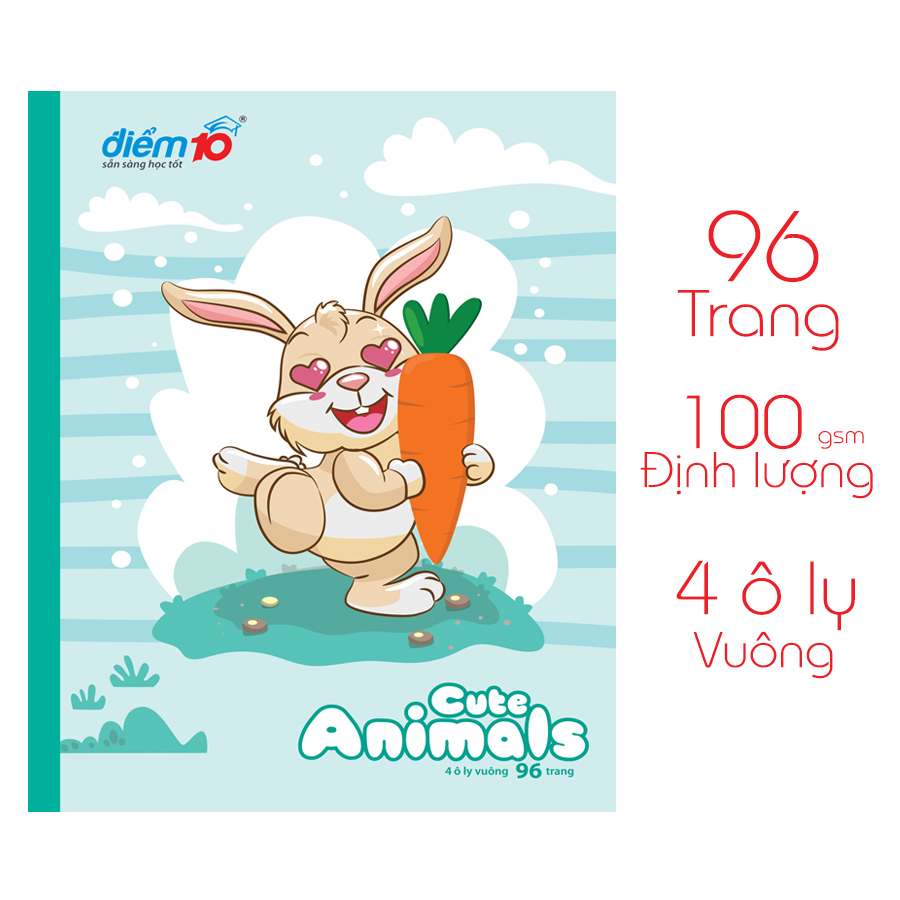 điểm10®
sẵn sàng học tốt
Cute
Animals
4 ô ly vuông 96 trang
96
Trang
100 gsm
Định lượng
4 ô ly
Vuông